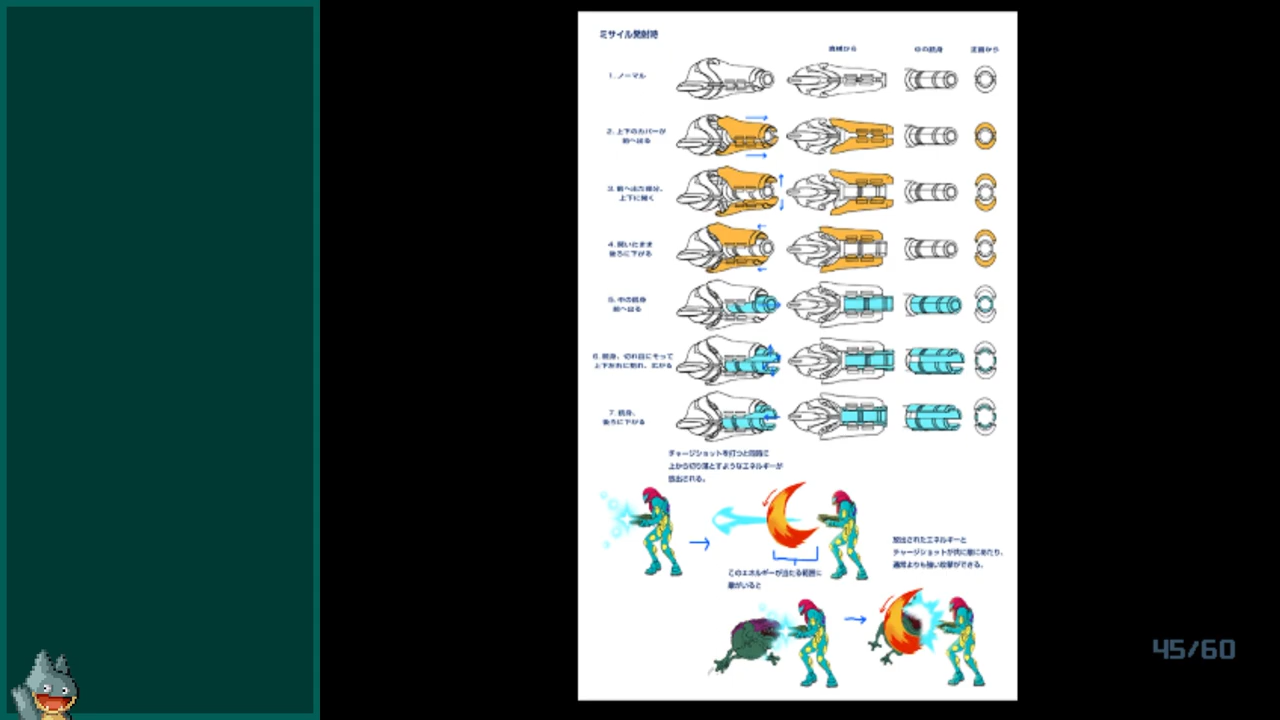 ミサイル発射時
真横から
中の銃身
正面から
1. ノーマル
2. 上下のカバーが
前へ出る
3. 前へ出た部分、
上下に開く
4. 開いたまま
後ろに下がる
5. 中の銃身
前へ出る
6. 銃身、切れ目にそって
上下左右に割れ、広がる
7. 銃身、
後ろに下がる
チャージショットを打つと同時に
上から切り落とすようなエネルギーが
放出される。
このエネルギーが当たる範囲に
敵がいると
放出されたエネルギーと
チャージショットが同時に敵にあたり、
通常よりも強い攻撃ができる。
45/60